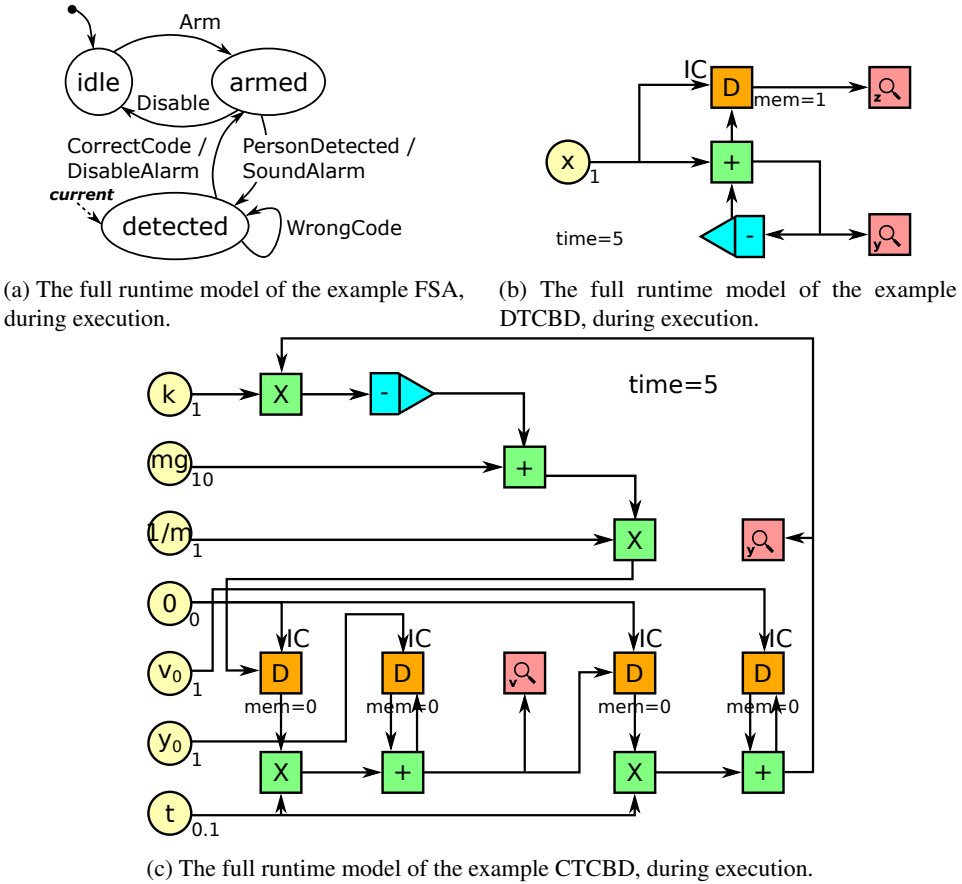 Arm
idle
armed
Disable
CorrectCode /
DisableAlarm
PersonDetected /
SoundAlarm
current
detected
WrongCode
(a) The full runtime model of the example FSA,
during execution.
IC
D
mem=1
z
x
1
+
-
y
time=5
(b) The full runtime model of the example
DTCBD, during execution.
k
1
X
-
time=5
mg
10
+
1/m
1
X
y
0
0
IC
IC
IC
IC
v0
1
D
D
v
D
D
mem=0
mem=0
mem=0
mem=0
y0
1
X
+
X
+
t
0.1
(c) The full runtime model of the example CTCBD, during execution.